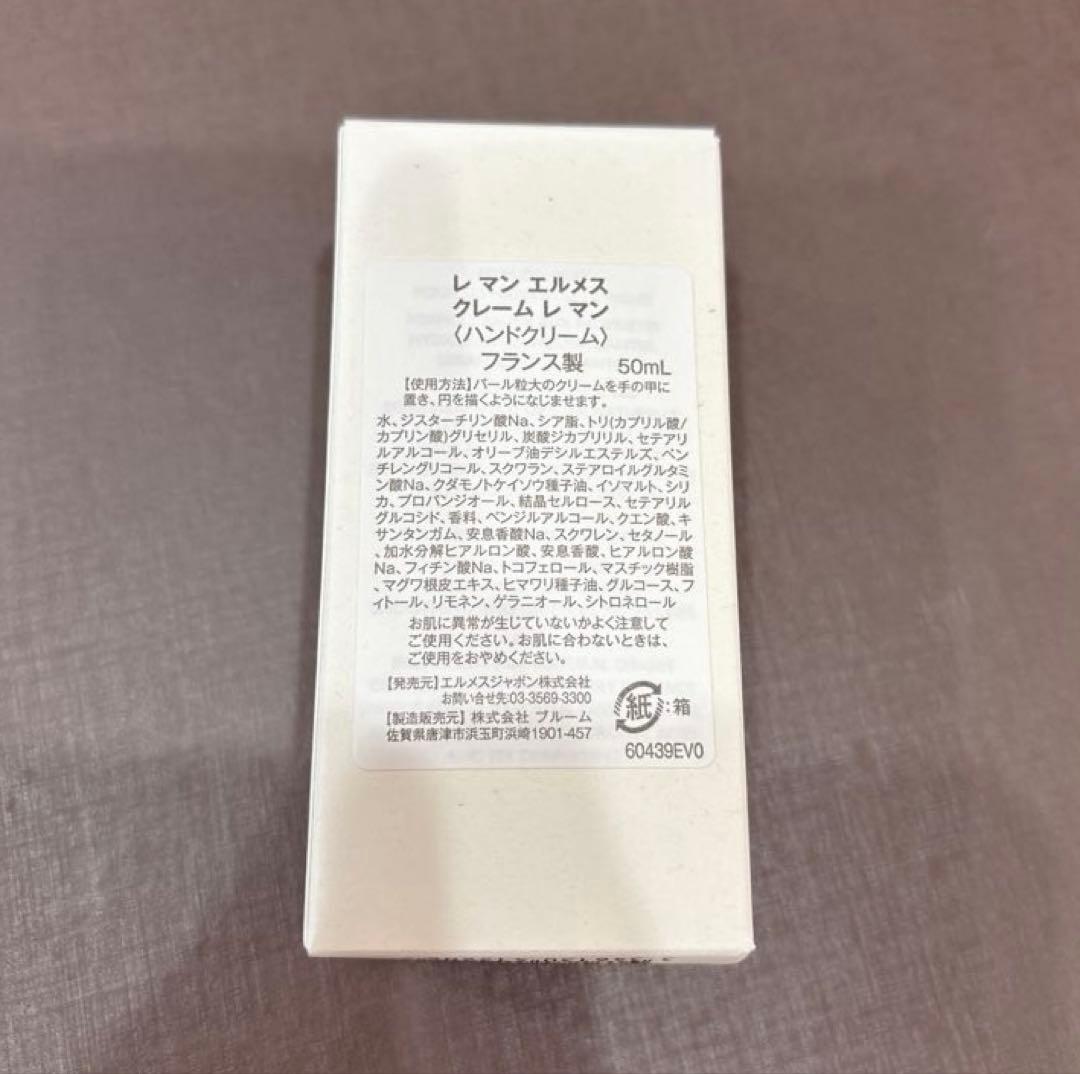 レ マン エルメス
クレーム レ マン
〈ハンドクリーム〉
フランス製 50mL
【使用方法】パール粒大のクリームを手の甲に
置き、円を描くようになじませます。
水、ジスターチリン酸Na、シア脂、トリ(カプリル酸/
カプリン酸)グリセリル、炭酸ジカプリリル、セテアリ
ルアルコール、オリーブ油デシルエステルズ、ペン
チレングリコール、スクワラン、ステアロイルグルタミ
ン酸Na、クダモノトケイソウ種子油、イソマルト、シリ
カ、プロパンジオール、結晶セルロース、セテアリル
グルコシド、香料、ベンジルアルコール、クエン酸、キ
サンタンガム、安息香酸Na、スクワレン、セタノール
、加水分解ヒアルロン酸、安息香酸、ヒアルロン酸
Na、フィチン酸Na、トコフェロール、マスチック樹脂
、マグワ根皮エキス、ヒマワリ種子油、グルコース、フ
ィトール、リモネン、ゲラニオール、シトロネロール
お肌に異常が生じていないかよく注意して
ご使用ください。お肌に合わないときは、
ご使用をおやめください。
【発売元】エルメスジャポン株式会社
お問い合せ先:03-3569-3300
【製造販売元】 株式会社 ブルーム
佐賀県唐津市浜玉町浜崎1901-457
紙:箱
60439EV0